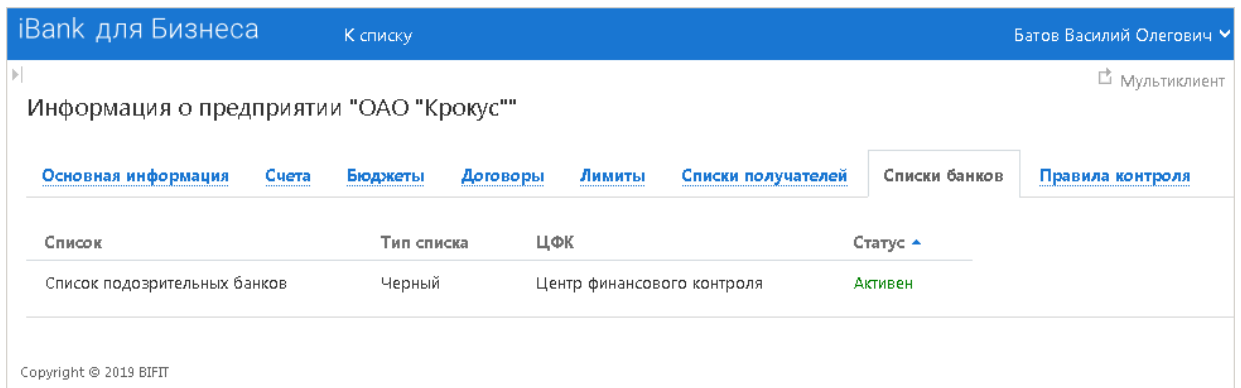 iBank для Бизнеса К списку Батов Василий Олегович
Мультиклиент
Информация о предприятии "ОАО "Крокус""
Основная информация Счета Бюджеты Договоры Лимиты Списки получателей Списки банков Правила контроля
Список Тип списка ЦФК Статус
Список подозрительных банков Черный Центр финансового контроля Активен
Copyright © 2019 BIFIT